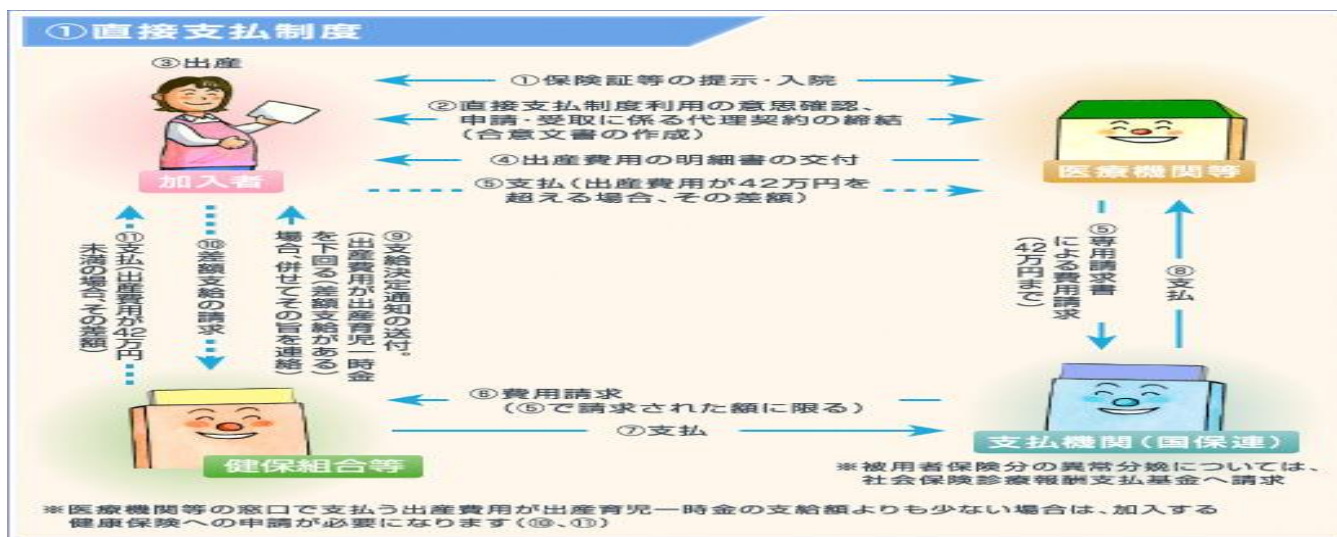 ①直接支払制度
③出産
①保険証等の提示・入院
②直接支払制度利用の意思確認、
申請・受取に係る代理契約の締結
(合意文書の作成)
④出産費用の明細書の交付
⑤支払(出産費用が42万円を
超える場合、その差額)
加入者
医療機関等
⑪支払(出産費用が42万円
未満の場合、その差額)
⑩差額支給の請求
⑨支給決定通知の送付。
(出産費用が出産育児一時金
を下回る(差額支給がある)
場合、併せてその旨を連絡)
⑤専用請求書
による費用請求
(42万円まで)
⑧支払
⑥費用請求
(⑤で請求された額に限る)
⑦支払
健保組合等
支払機関(国保連)
※被用者保険分の異常分娩については、
社会保険診療報酬支払基金へ請求
※医療機関等の窓口で支払う出産費用が出産育児一時金の支給額よりも少ない場合は、加入する
健康保険への申請が必要になります(⑩、⑪)